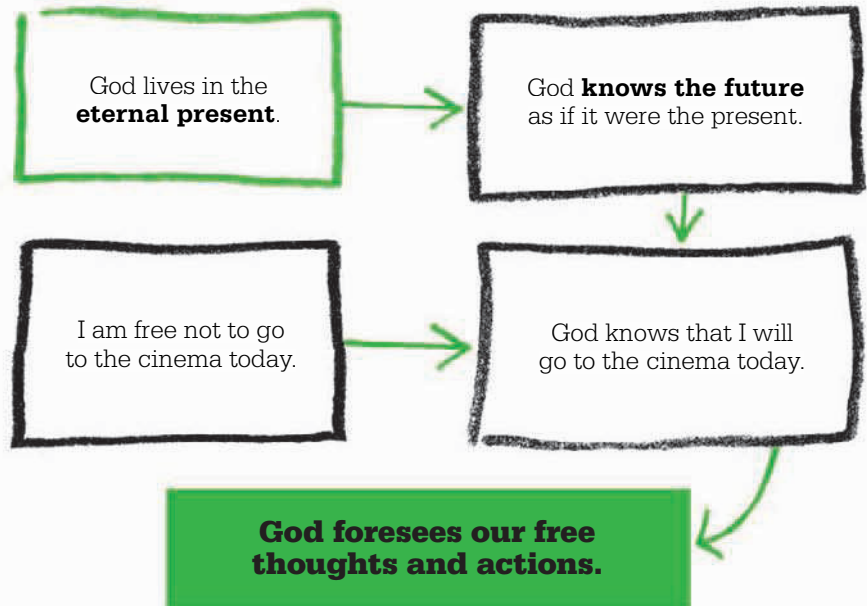 God lives in the
eternal present.
God knows the future
as if it were the present.
I am free not to go
to the cinema today.
God knows that I will
go to the cinema today.
God foresees our free
thoughts and actions.